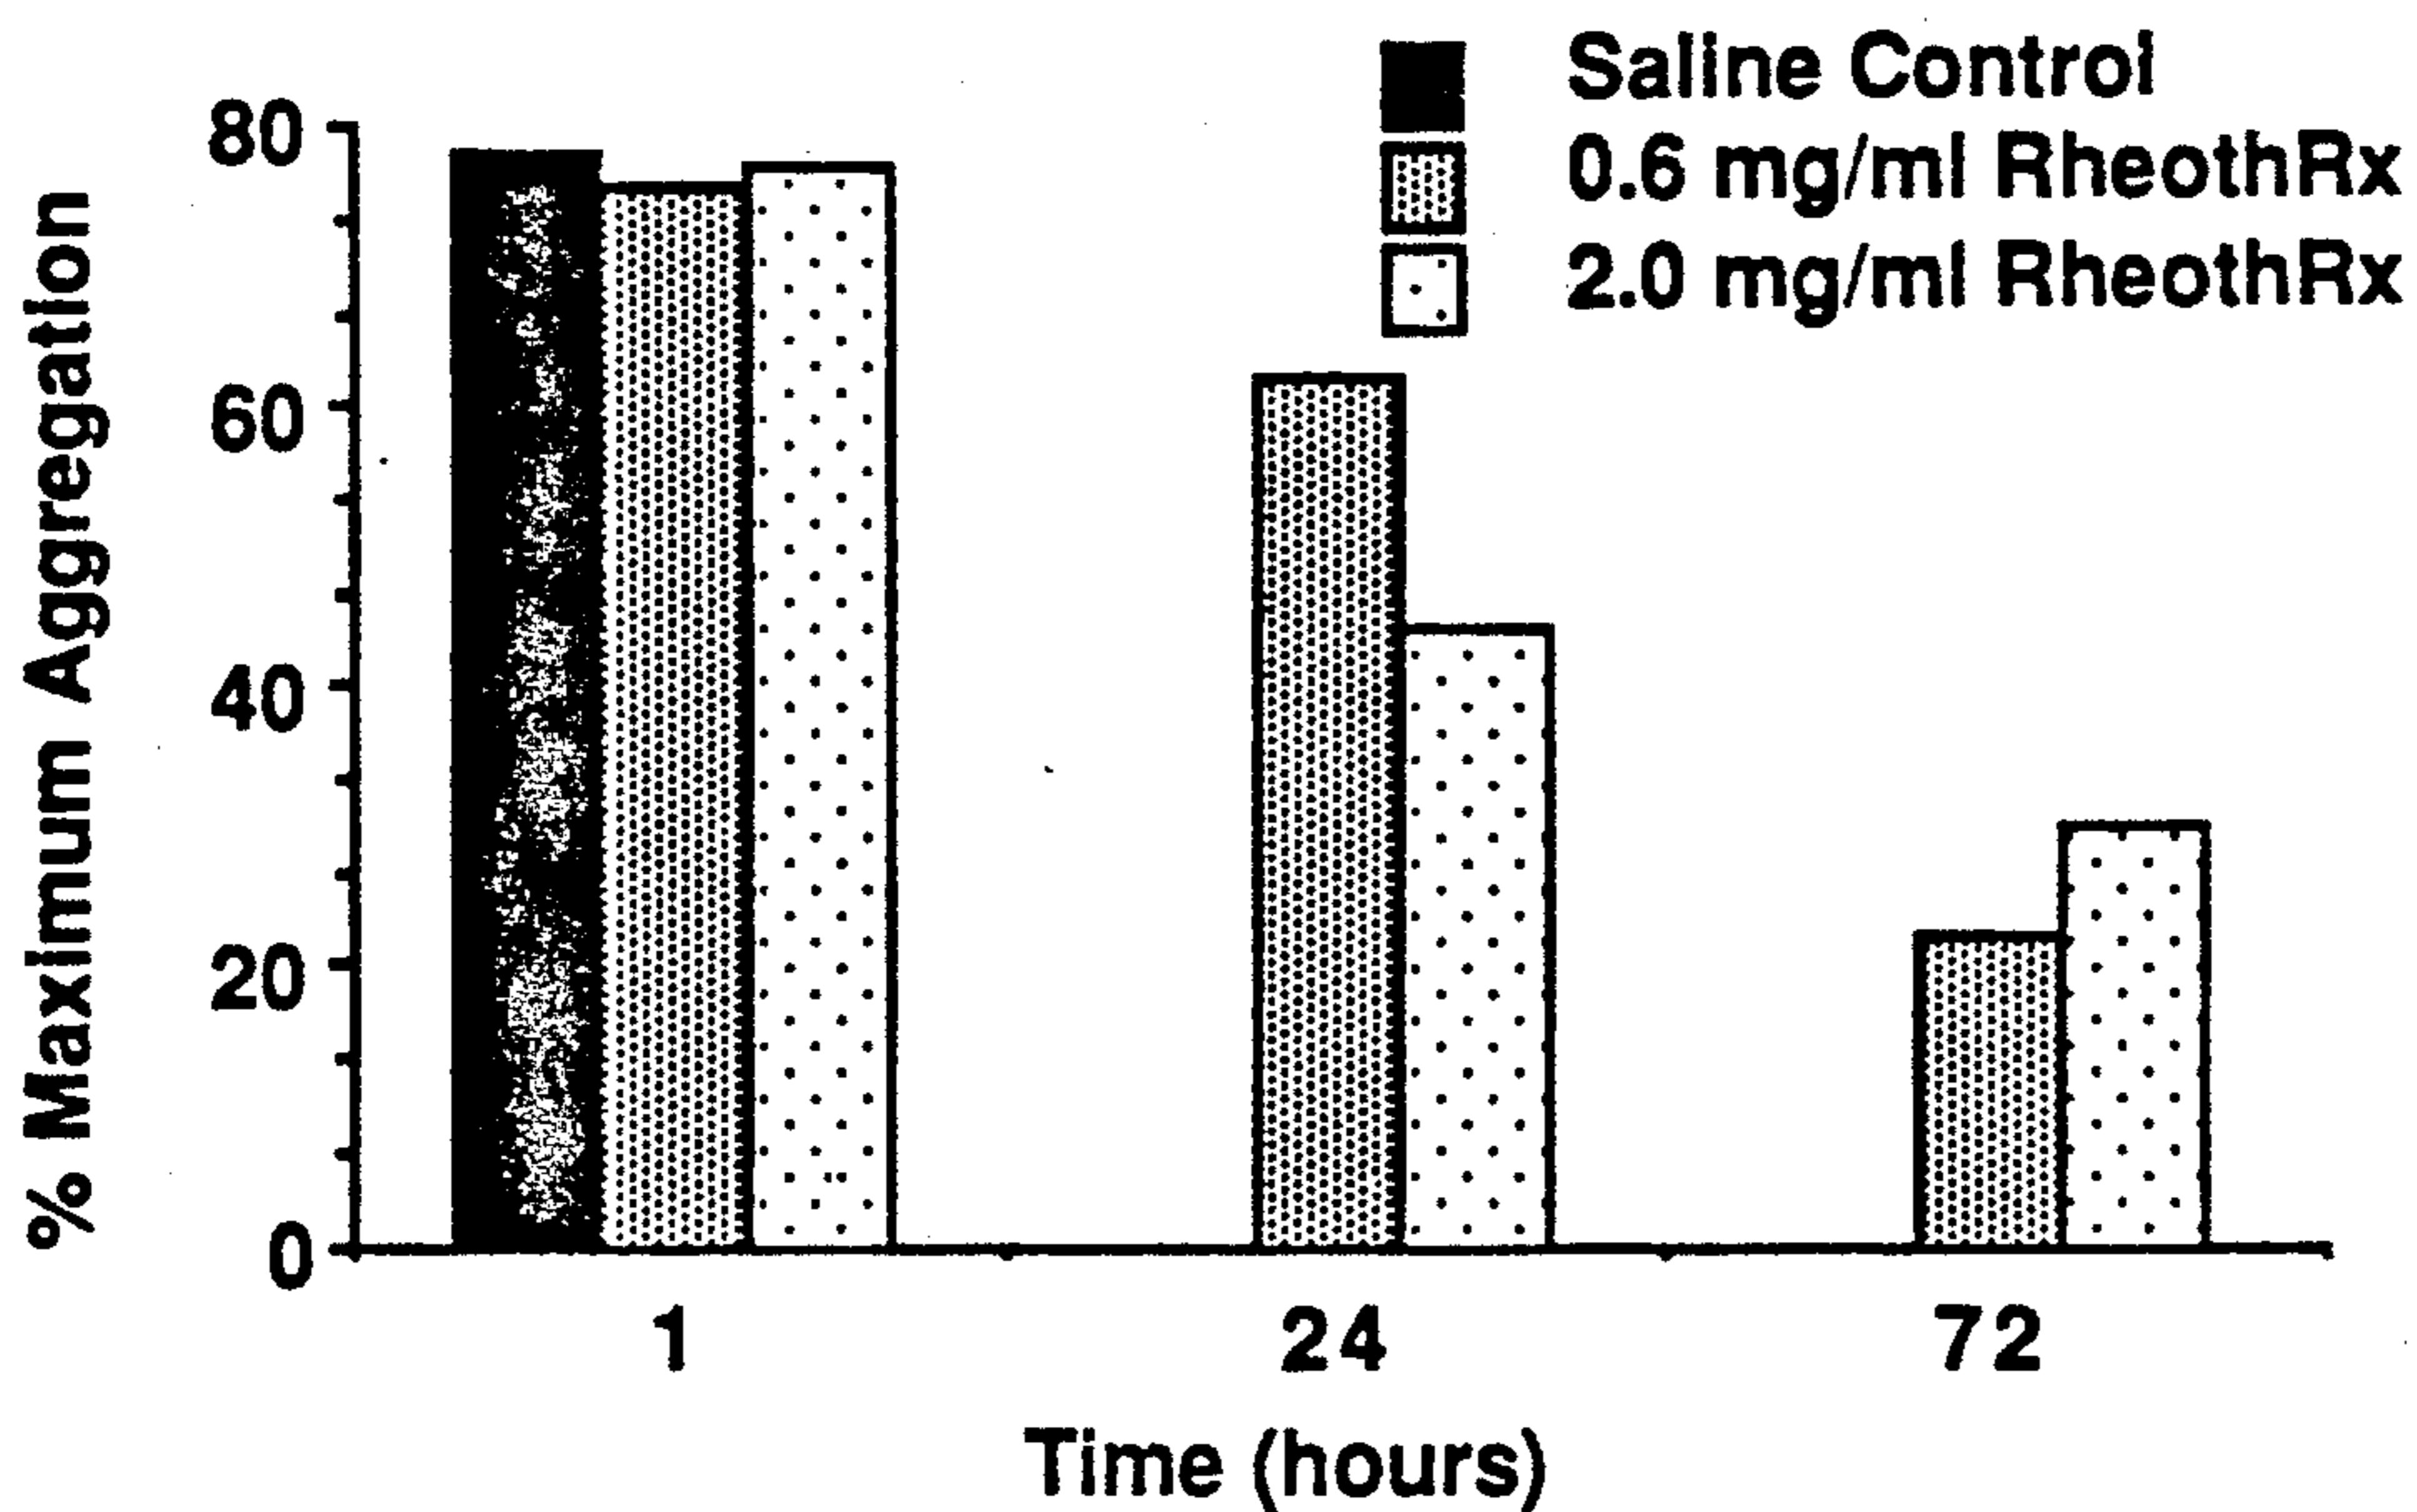 Saline Control
0.6 mg/ml RheothRx
2.0 mg/ml RheothRx
% Maximum Aggregation
80
60
40
20
0
1 24 72
Time (hours)